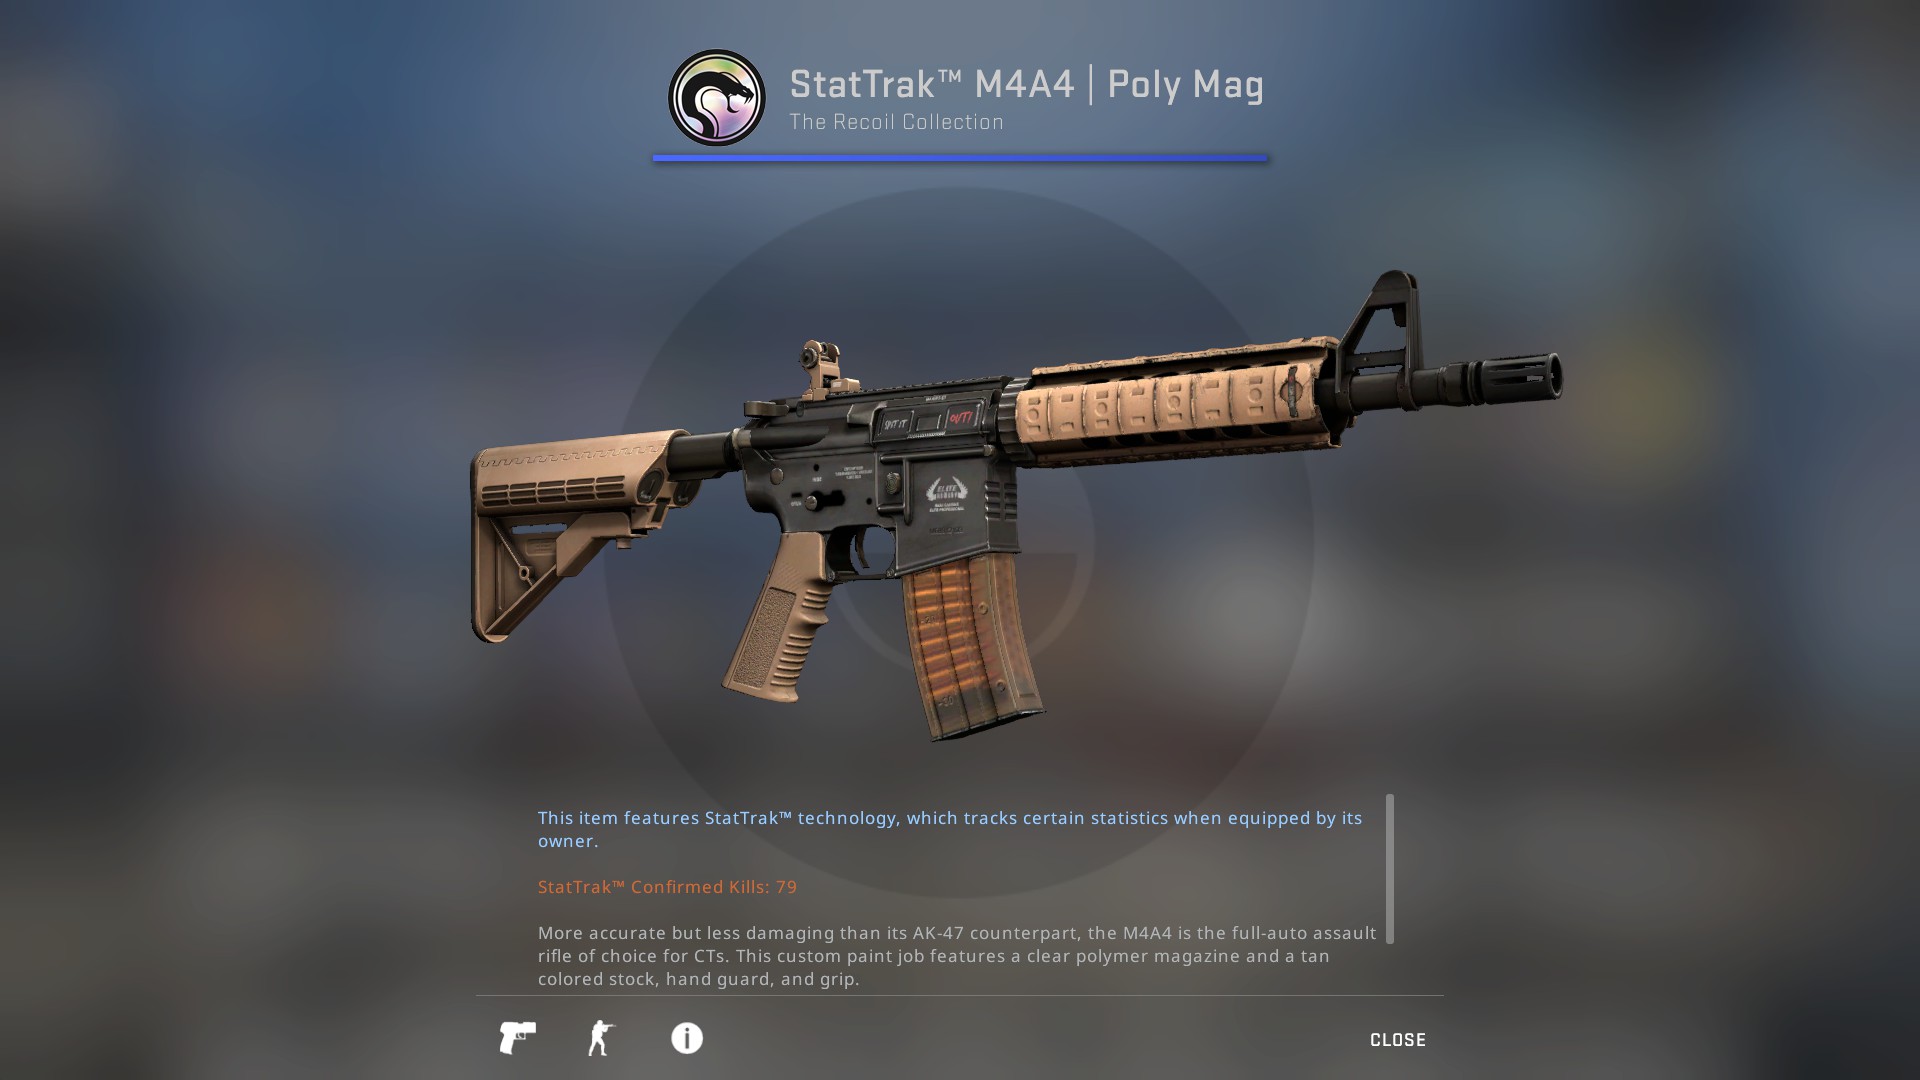 StatTrak™ M4A4 | Poly Mag
The Recoil Collection
OUT!
ELITE
This item features StatTrak™ technology, which tracks certain statistics when equipped by its
owner.
StatTrak™ Confirmed Kills: 79
More accurate but less damaging than its AK-47 counterpart, the M4A4 is the full-auto assault
rifle of choice for CTs. This custom paint job features a clear polymer magazine and a tan
colored stock, hand guard, and grip.
CLOSE